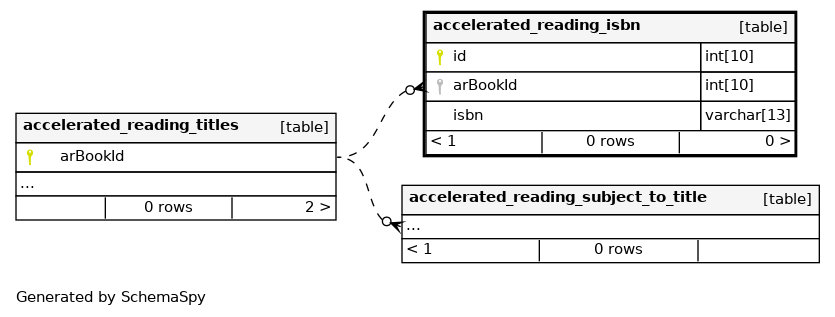 accelerated_reading_isbn [table]
id int[10]
arBookId int[10]
isbn varchar[13]
< 1 0 rows 0 >
accelerated_reading_titles [table]
arBookId
...
0 rows 2 >
accelerated_reading_subject_to_title [table]
...
< 1 0 rows
Generated by SchemaSpy